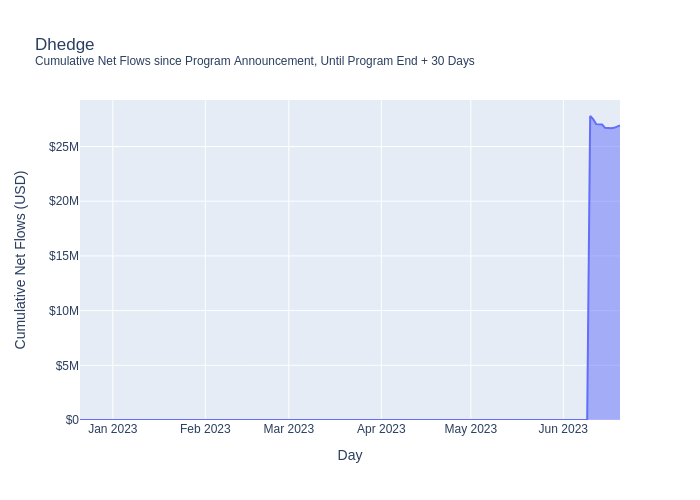 Dhedge
Cumulative Net Flows since Program Announcement, Until Program End + 30 Days
Cumulative Net Flows (USD)
$25M
$20M
$15M
$10M
$5M
$0
Jan 2023 Feb 2023 Mar 2023 Apr 2023 May 2023 Jun 2023
Day